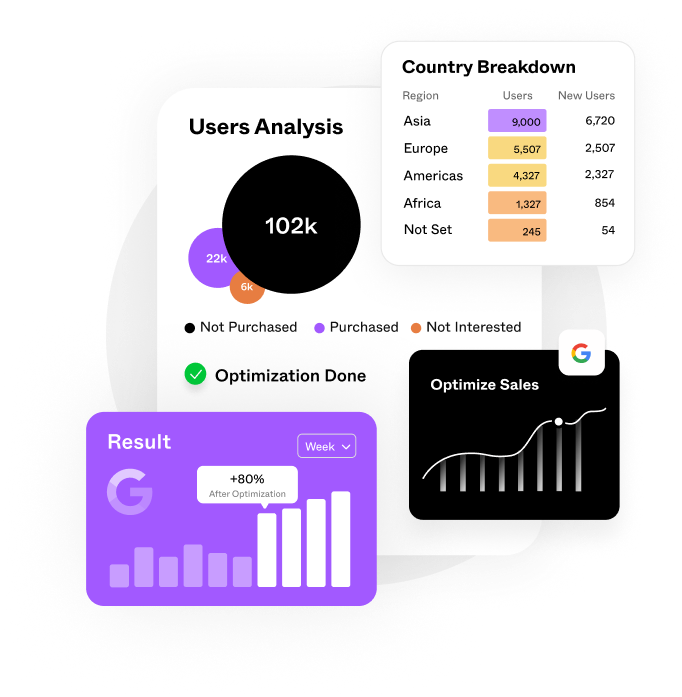 Country Breakdown
Region Users New Users
Asia 9,000 6,720
Europe 5,507 2,507
Americas 4,327 2,327
Africa 1,327 854
Not Set 245 54
Users Analysis
102k
22k
6k
Not Purchased Purchased Not Interested
Optimization Done
Optimize Sales
Result
Week
+80%
After Optimization